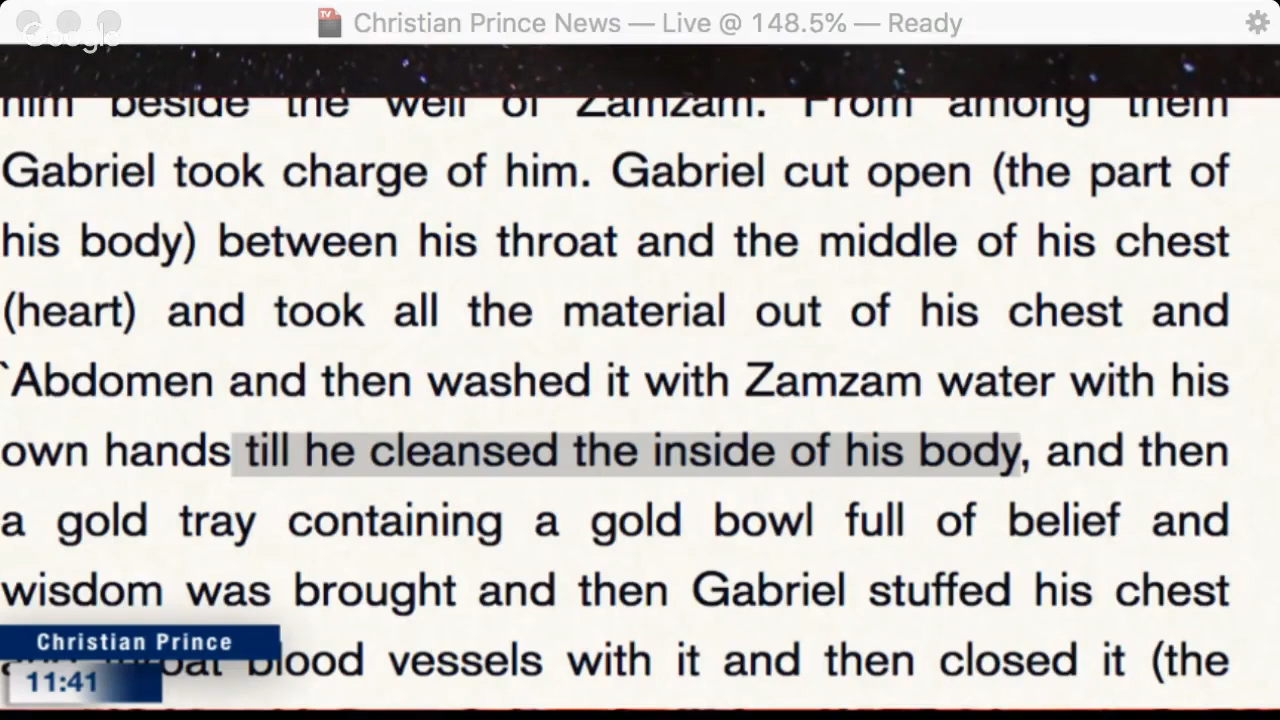 Christian Prince News — Live @ 148.5% — Ready
Google
him beside the well of Zamzam. From among them
Gabriel took charge of him. Gabriel cut open (the part of
his body) between his throat and the middle of his chest
(heart) and took all the material out of his chest and
`Abdomen and then washed it with Zamzam water with his
own hands till he cleansed the inside of his body, and then
a gold tray containing a gold bowl full of belief and
wisdom was brought and then Gabriel stuffed his chest
blood vessels with it and then closed it (the
Christian Prince
11:41